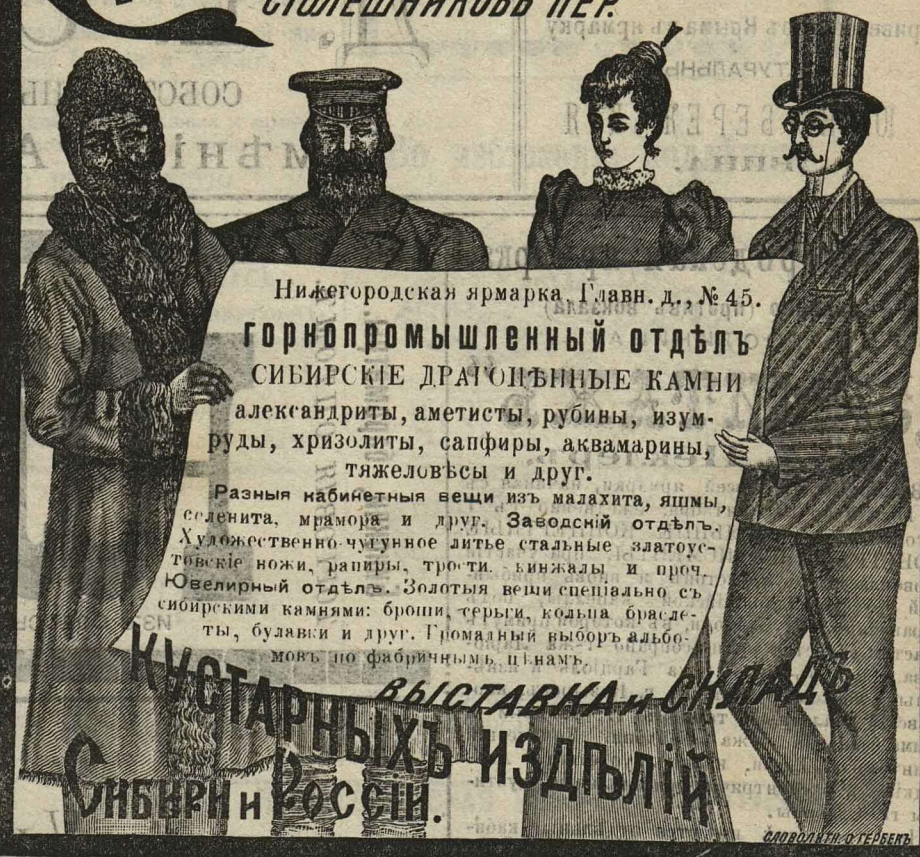 СТОЛЕШНИКОВЪ ПЕР.
Нижегородская ярмарка, Главн. д., № 45.
горнопромышленный отдѣлъ
СИБИРСКІЕ ДРАГОЦѢННЫЕ КАМНИ
александриты, аметисты, рубины, изум-
руды, хризолиты, сапфиры, аквамарины,
тяжеловѣсы и друг.
Разныя кабинетныя вещи изъ малахита, яшмы,
селенита, мрамора и друг. Заводскій отдѣлъ.
Художественно-чугунное литье стальные златоус-
товскіе ножи, рапиры, трости, кинжалы и проч.
Ювелирный отдѣлъ. Золотыя вещи спеціально съ
сибирскими камнями: броши, серьги, кольца брасле-
ты, булавки и друг. Громадный выборъ альбо-
мовъ по фабричнымъ цѣнамъ.
ВЫСТАВКА и СКЛАДЪ
КУСТАРНЫХЪ ИЗДѢЛІЙ
СИБИРИ и РОССІИ.
СЛОВОЛИТН. О. ГЕРБЕКЪ